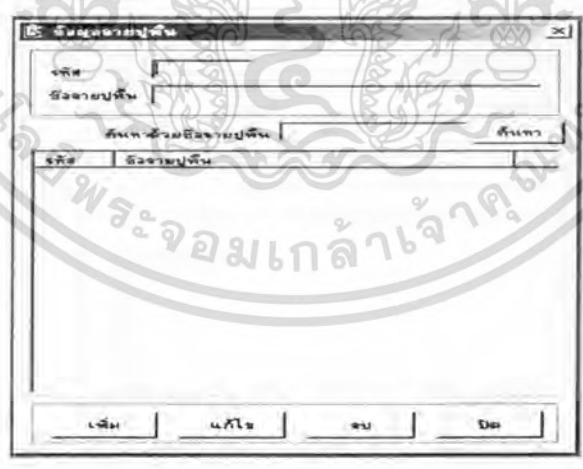 ข้อมูลลายปูพื้น
รหัส
ชื่อลายปูพื้น
ค้นหาด้วยชื่อลายปูพื้น
ค้นหา
รหัส ชื่อลายปูพื้น
พระจอมเกล้าเจ้าคุณ
เพิ่ม แก้ไข ลบ ปิด